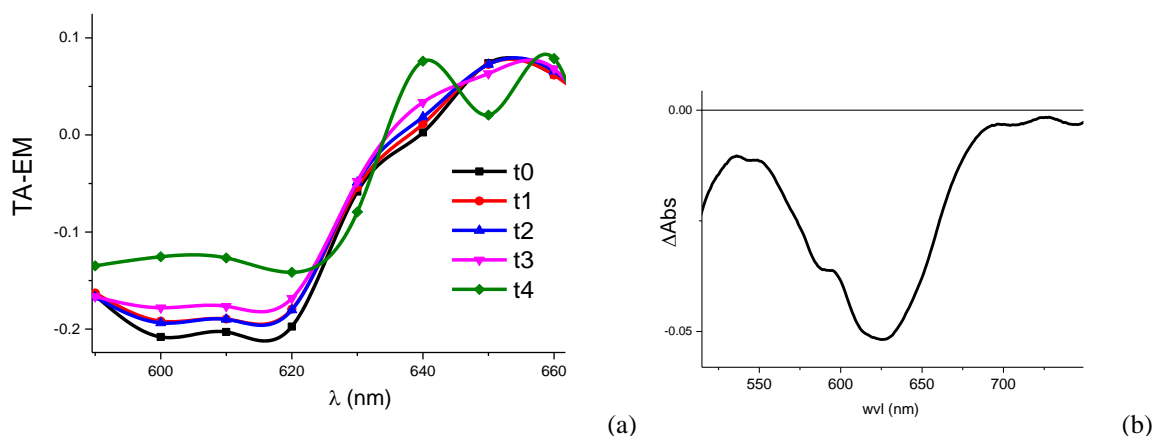 0.1
0.0
-0.1
-0.2
TA-EM
t0
t1
t2
t3
t4
600
620
640
660
λ (nm)
(a)
0.00
-0.05
ΔAbs
550
600
650
700
wvl (nm)
(b)